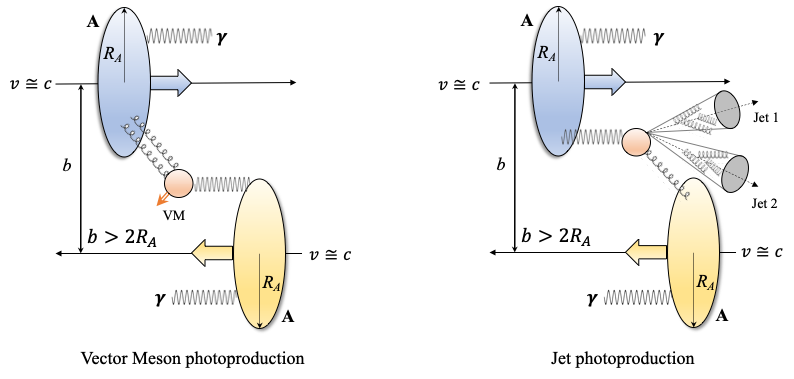 A
γ
R_A
v ≅ c
b
VM
b > 2R_A
v ≅ c
R_A
γ
A
Vector Meson photoproduction
A
γ
R_A
v ≅ c
Jet 1
b
Jet 2
b > 2R_A
v ≅ c
R_A
γ
A
Jet photoproduction